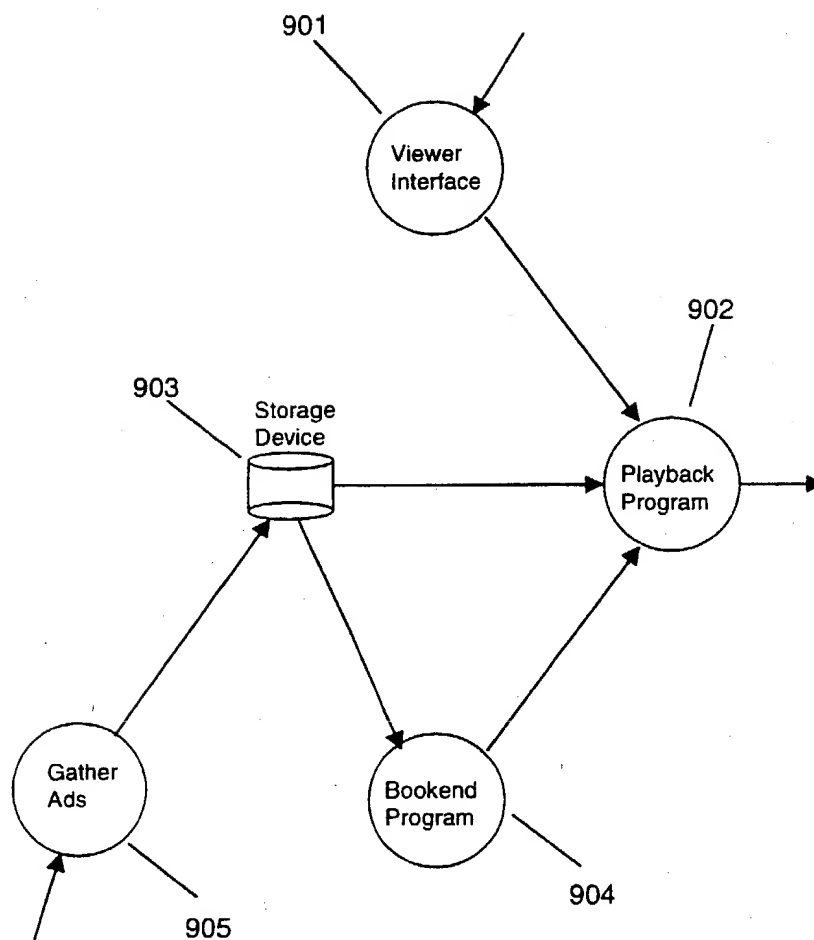 901
Viewer
Interface
902
903
Storage
Device
Playback
Program
Gather
Ads
Bookend
Program
904
905